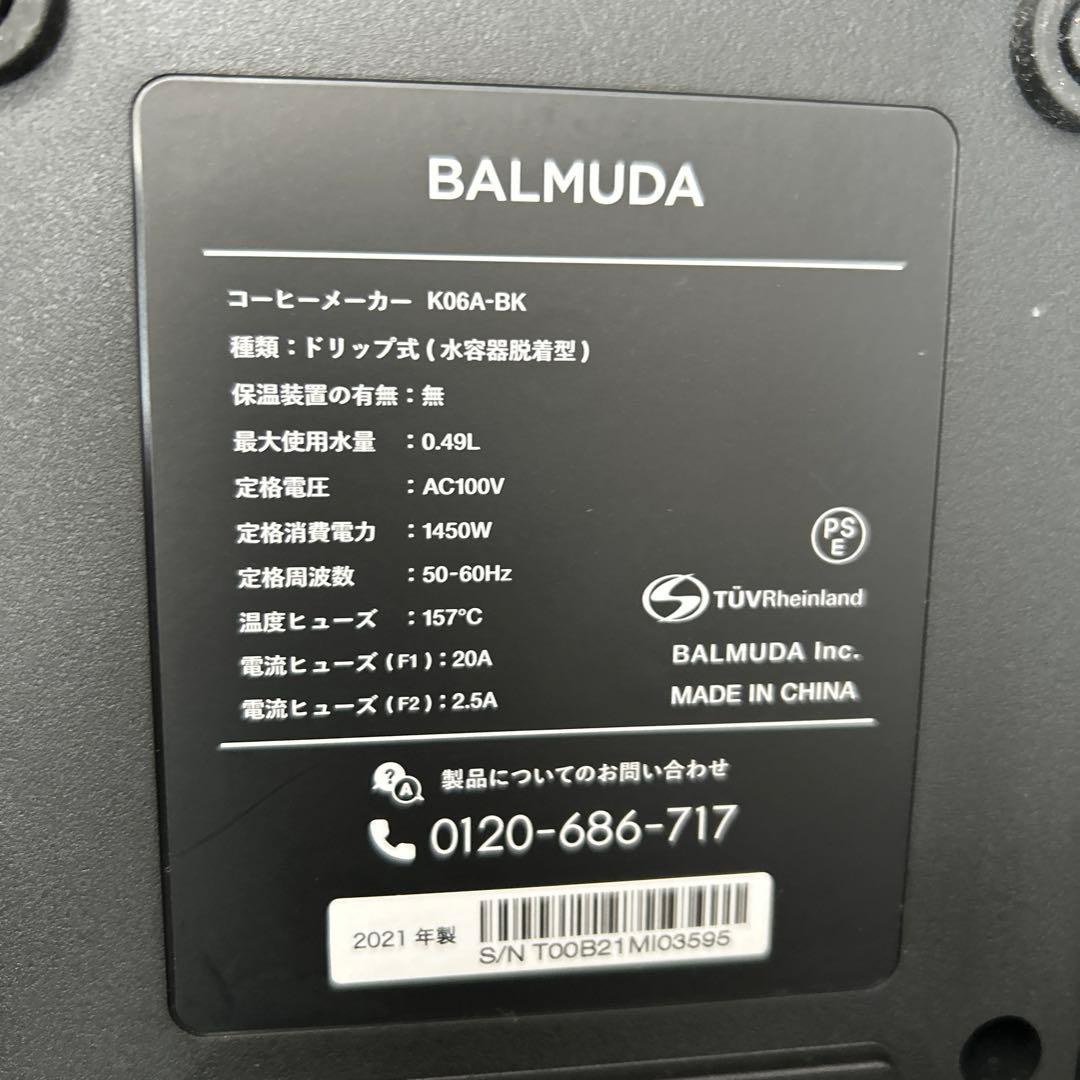 BALMUDA
コーヒーメーカー K06A-BK
種類：ドリップ式 ( 水容器脱着型 )
保温装置の有無：無
最大使用水量 ：0.49L
定格電圧 ：AC100V
定格消費電力 ：1450W
定格周波数 ：50-60Hz
温度ヒューズ ：157℃
電流ヒューズ ( F1 )：20A
電流ヒューズ ( F2 )：2.5A
PS
E
TÜVRheinland
BALMUDA Inc.
MADE IN CHINA
? A 製品についてのお問い合わせ
0120-686-717
2021 年製
S/N T00B21MI03595